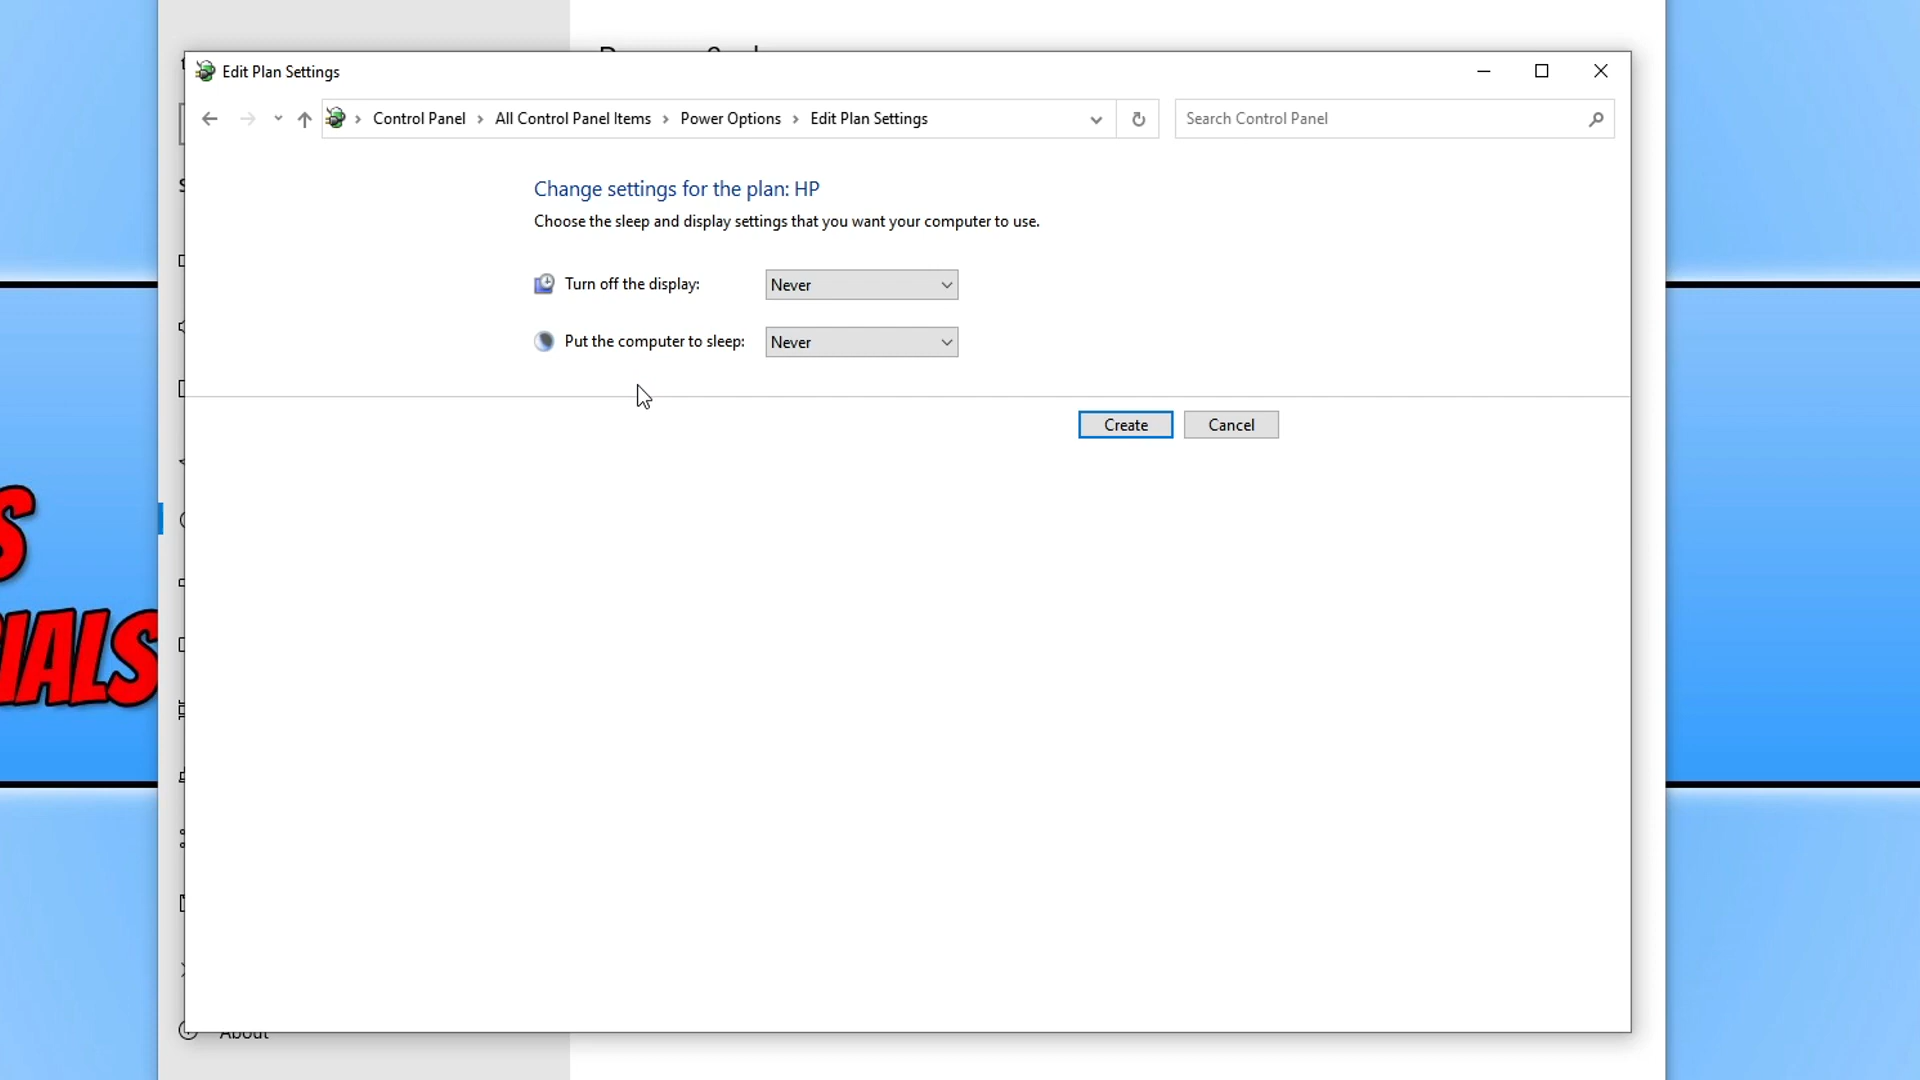 Edit Plan Settings
Control Panel > All Control Panel Items > Power Options > Edit Plan Settings
Search Control Panel
Change settings for the plan: HP
Choose the sleep and display settings that you want your computer to use.
Turn off the display: Never
Put the computer to sleep: Never
Create Cancel
S
IALS
About